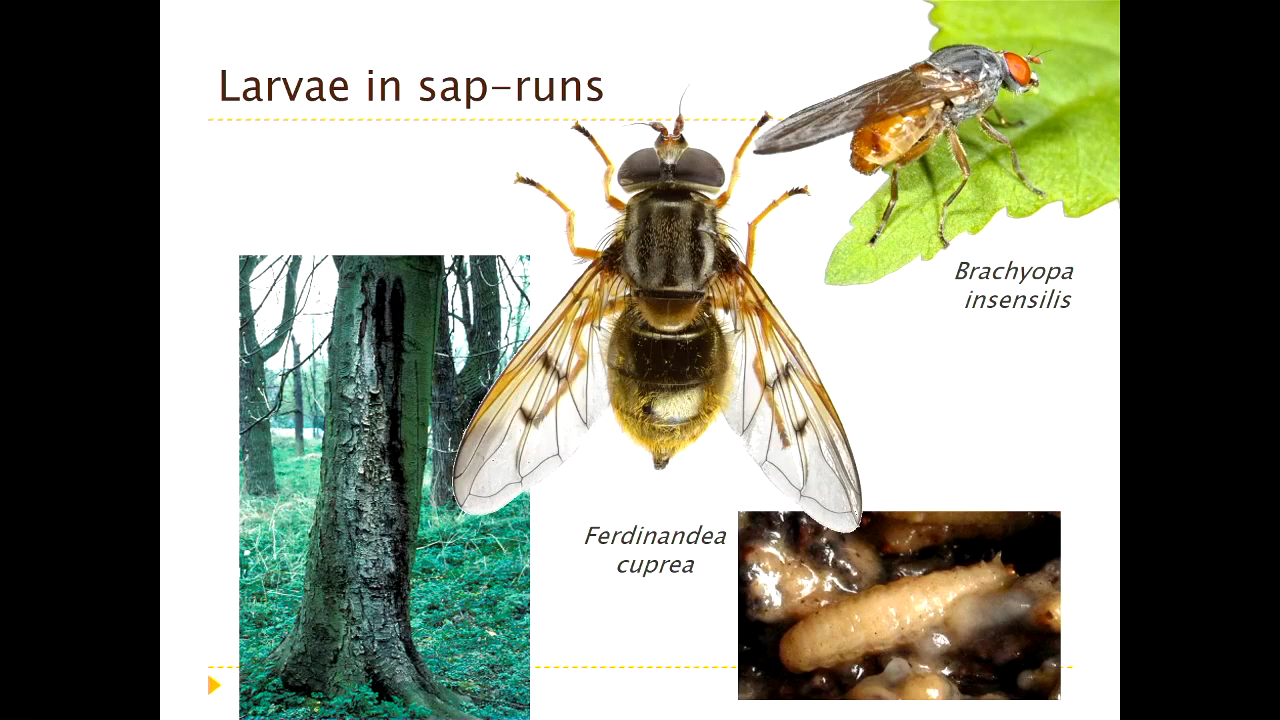 Larvae in sap-runs
Brachyopa
insensilis
Ferdinandea
cuprea